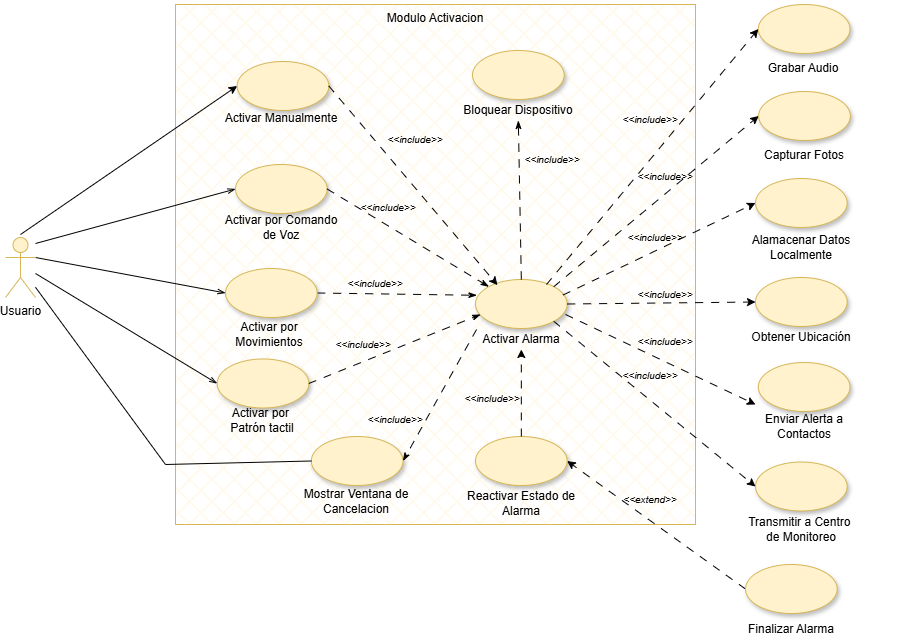 Modulo Activacion
Grabar Audio
Activar Manualmente
Bloquear Dispositivo
<<include>>
<<include>>
<<include>>
Capturar Fotos
<<include>>
Activar por Comando
de Voz
<<include>>
<<include>>
Alamacenar Datos
Localmente
Usuario
<<include>>
<<include>>
Activar por
Movimientos
Activar Alarma
Obtener Ubicación
<<include>>
<<include>>
<<include>>
Activar por
Patrón tactil
<<include>>
<<include>>
Enviar Alerta a
Contactos
Mostrar Ventana de
Cancelacion
Reactivar Estado de
Alarma
<<extend>>
Transmitir a Centro
de Monitoreo
Finalizar Alarma